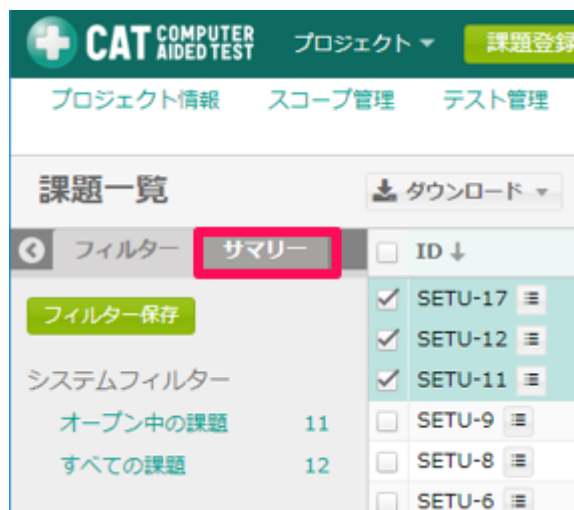 CAT COMPUTER AIDED TEST プロジェクト 課題登録
プロジェクト情報 スコープ管理 テスト管理
課題一覧 ダウンロード
フィルター サマリー ID↓
フィルター保存
SETU-17
SETU-12
システムフィルター SETU-11
オープン中の課題 11 SETU-9
すべての課題 12 SETU-8
SETU-6